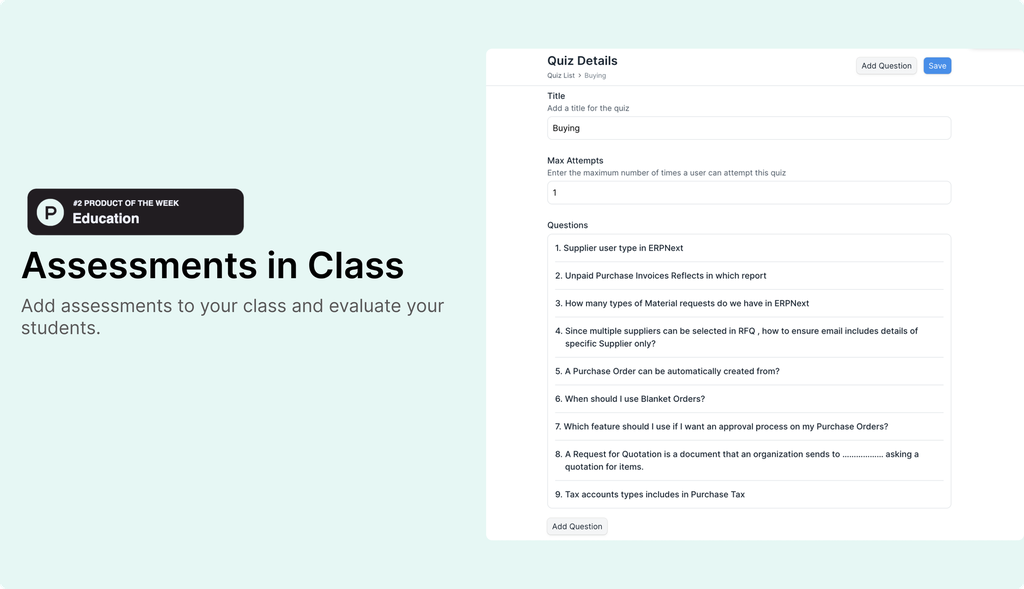 P
#2 PRODUCT OF THE WEEK
Education
Assessments in Class
Add assessments to your class and evaluate your
students.
Quiz Details
Quiz List > Buying
Add Question
Save
Title
Add a title for the quiz
Buying
Max Attempts
Enter the maximum number of times a user can attempt this quiz
1
Questions
1. Supplier user type in ERPNext
2. Unpaid Purchase Invoices Reflects in which report
3. How many types of Material requests do we have in ERPNext
4. Since multiple suppliers can be selected in RFQ , how to ensure email includes details of
specific Supplier only?
5. A Purchase Order can be automatically created from?
6. When should I use Blanket Orders?
7. Which feature should I use if I want an approval process on my Purchase Orders?
8. A Request for Quotation is a document that an organization sends to .................. asking a
quotation for items.
9. Tax accounts types includes in Purchase Tax
Add Question